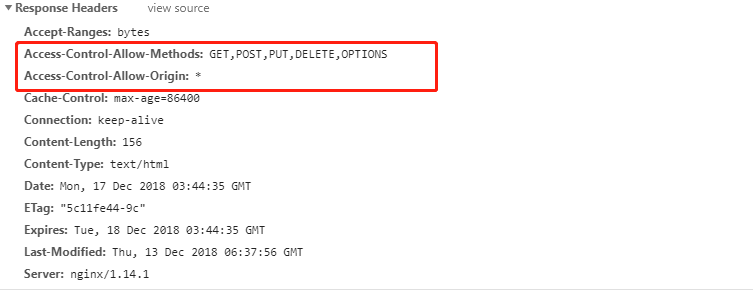 Response Headers view source
Accept-Ranges: bytes
Access-Control-Allow-Methods: GET,POST,PUT,DELETE,OPTIONS
Access-Control-Allow-Origin: *
Cache-Control: max-age=86400
Connection: keep-alive
Content-Length: 156
Content-Type: text/html
Date: Mon, 17 Dec 2018 03:44:35 GMT
ETag: "5c11fe44-9c"
Expires: Tue, 18 Dec 2018 03:44:35 GMT
Last-Modified: Thu, 13 Dec 2018 06:37:56 GMT
Server: nginx/1.14.1